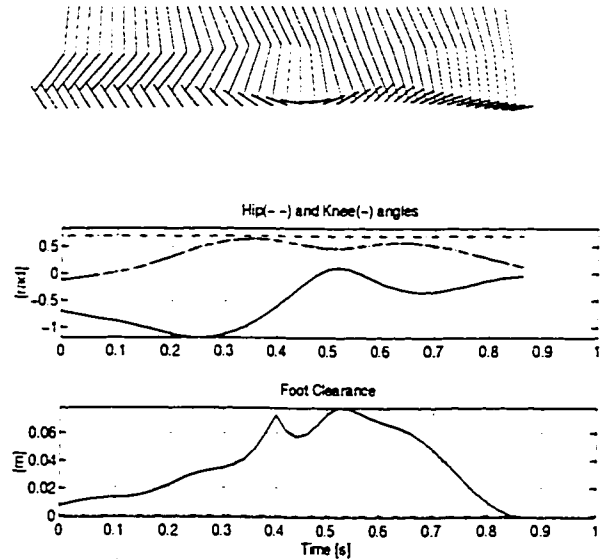 Hip(- -) and Knee(-) angles
0.5
0
-0.5
-1
[rad]
0 0.1 0.2 0.3 0.4 0.5 0.6 0.7 0.8 0.9 1
Foot Clearance
0.06
0.04
0.02
0
[m]
0 0.1 0.2 0.3 0.4 0.5 0.6 0.7 0.8 0.9 1
Time [s]